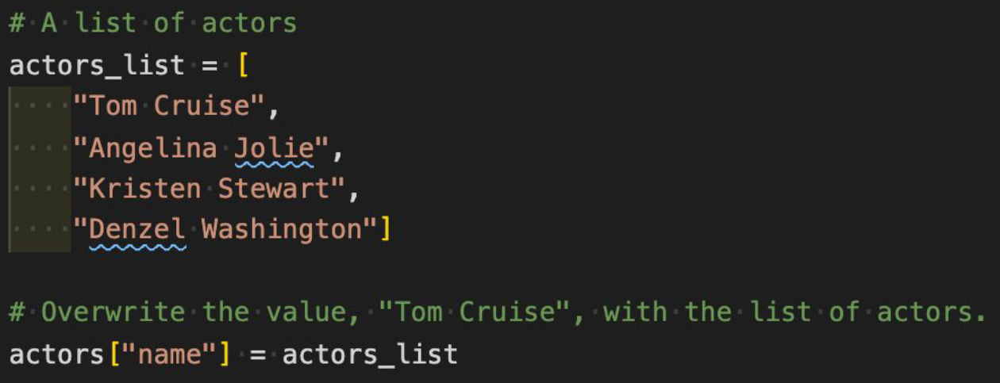 # A list of actors
actors_list = [
    "Tom Cruise",
    "Angelina Jolie",
    "Kristen Stewart",
    "Denzel Washington"]
# Overwrite the value, "Tom Cruise", with the list of actors.
actors["name"] = actors_list